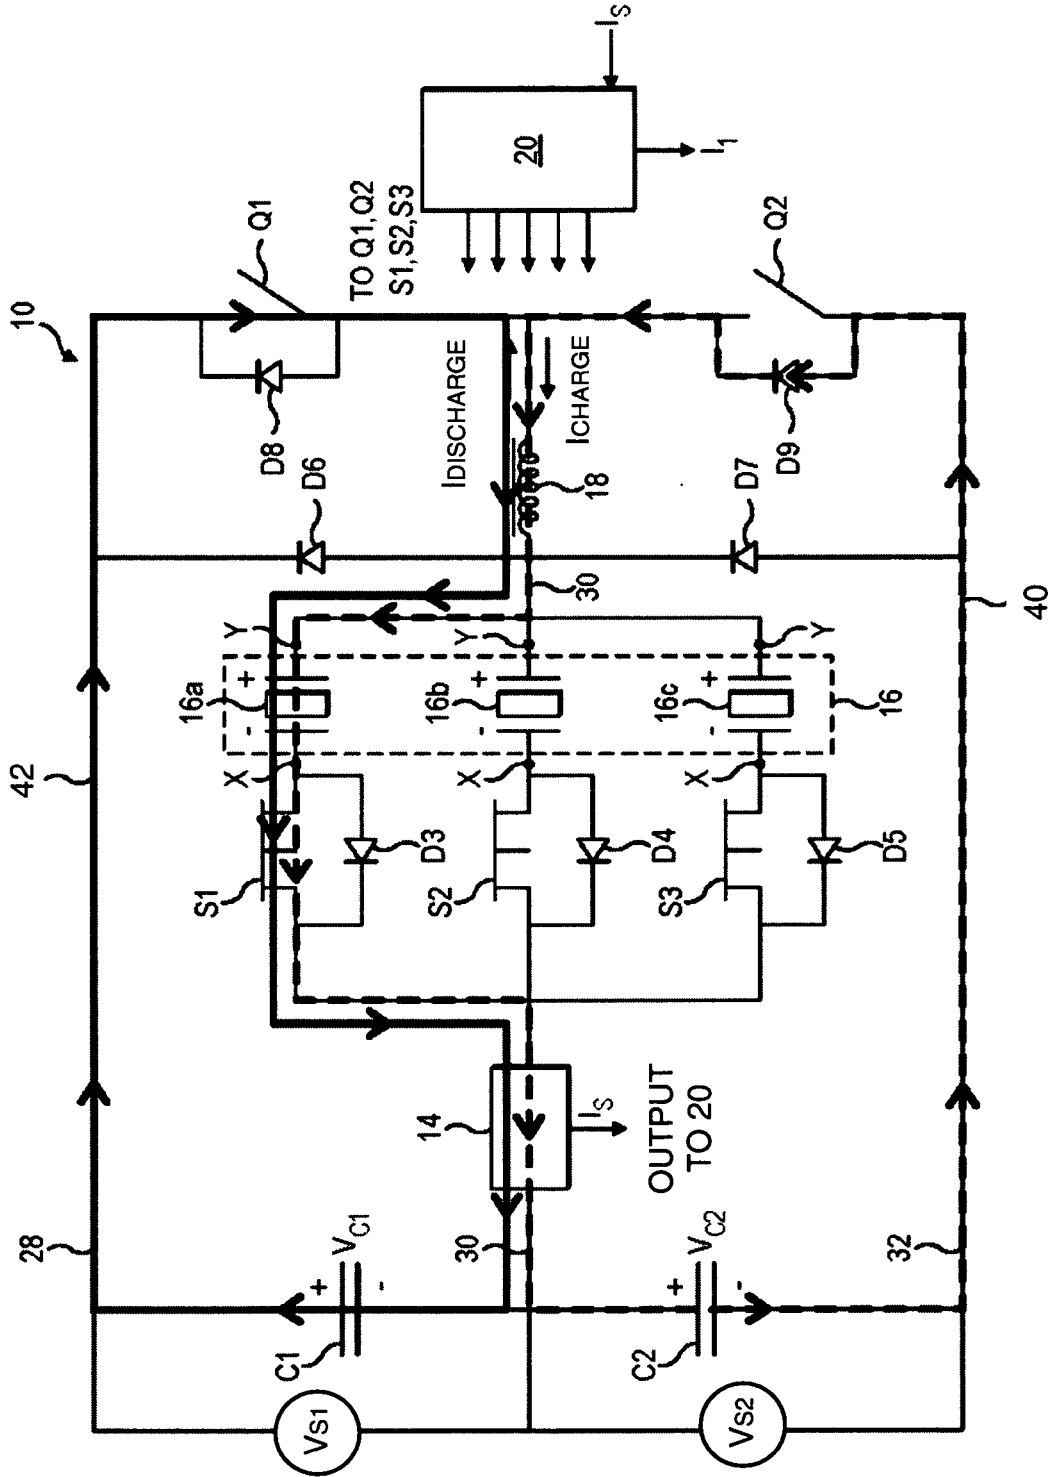 10
42
28
Q1
D8
D6
TO Q1, Q2
S1, S2, S3
20
IS
I1
IDISCHARGE
ICHARGE
18
30
Y
16a
+
-
X
S1
D3
Y
16b
+
-
X
S2
D4
Y
16c
+
-
X
S3
D5
16
D7
D9
Q2
40
14
IS
OUTPUT
TO 20
30
32
C1
+
-
VC1
C2
+
-
VC2
VS1
VS2